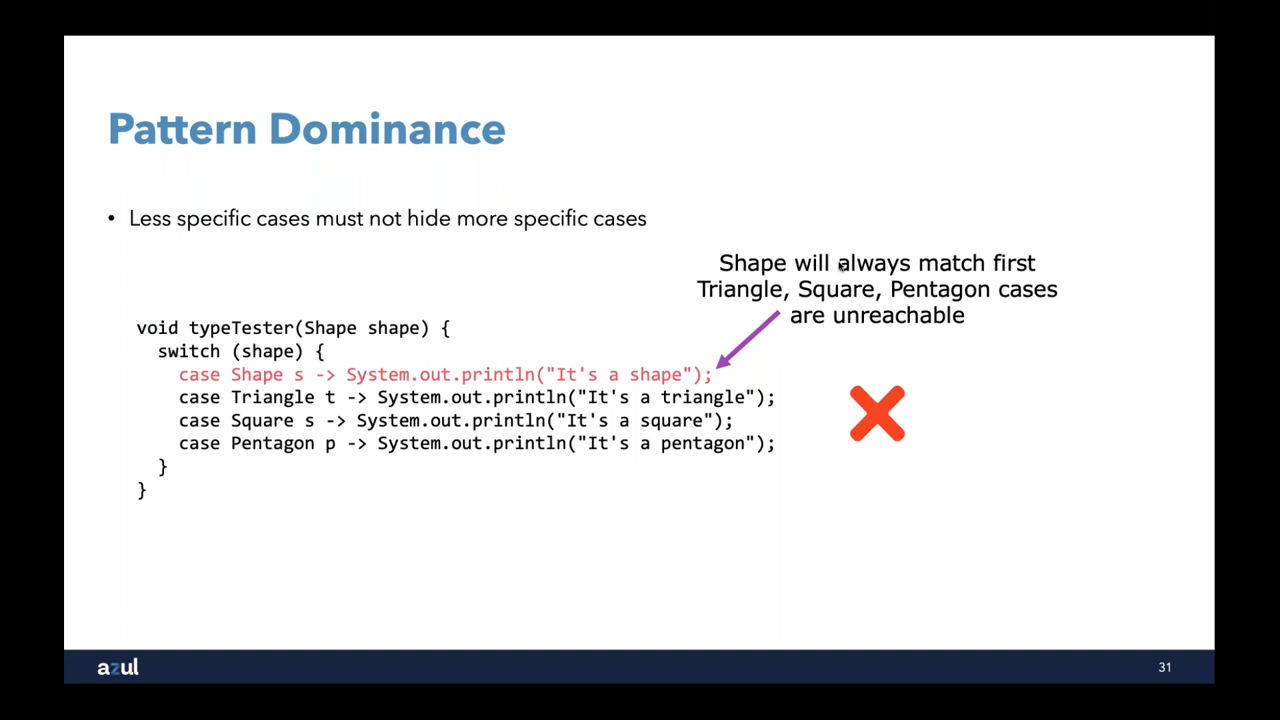 Pattern Dominance
• Less specific cases must not hide more specific cases
Shape will always match first
Triangle, Square, Pentagon cases
are unreachable
void typeTester(Shape shape) {
switch (shape) {
case Shape s -> System.out.println("It's a shape");
case Triangle t -> System.out.println("It's a triangle");
case Square s -> System.out.println("It's a square");
case Pentagon p -> System.out.println("It's a pentagon");
}
}
azul
31